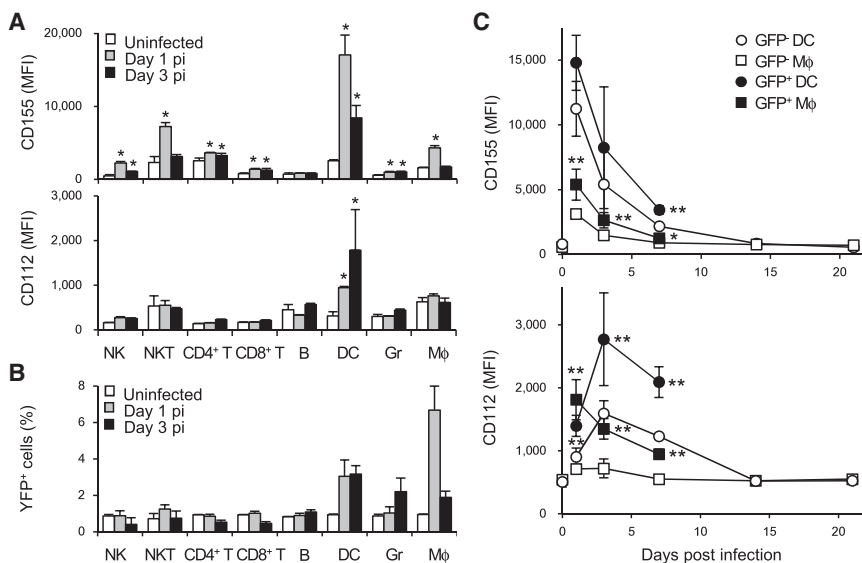 A
CD155 (MFI)
20,000
10,000
0
Uninfected
Day 1 pi
Day 3 pi
* * * * * * * * * * * *
CD112 (MFI)
3,000
2,000
1,000
0
* *
NK NKT CD4+ T CD8+ T B DC Gr Mϕ
B
YFP+ cells (%)
8
6
4
2
0
Uninfected
Day 1 pi
Day 3 pi
NK NKT CD4+ T CD8+ T B DC Gr Mϕ
C
CD155 (MFI)
15,000
10,000
5,000
0
GFP- DC
GFP- Mϕ
GFP+ DC
GFP+ Mϕ
**
**
**
*
0 5 10 15 20
CD112 (MFI)
3,000
2,000
1,000
0
**
**
**
**
**
**
0 5 10 15 20
Days post infection